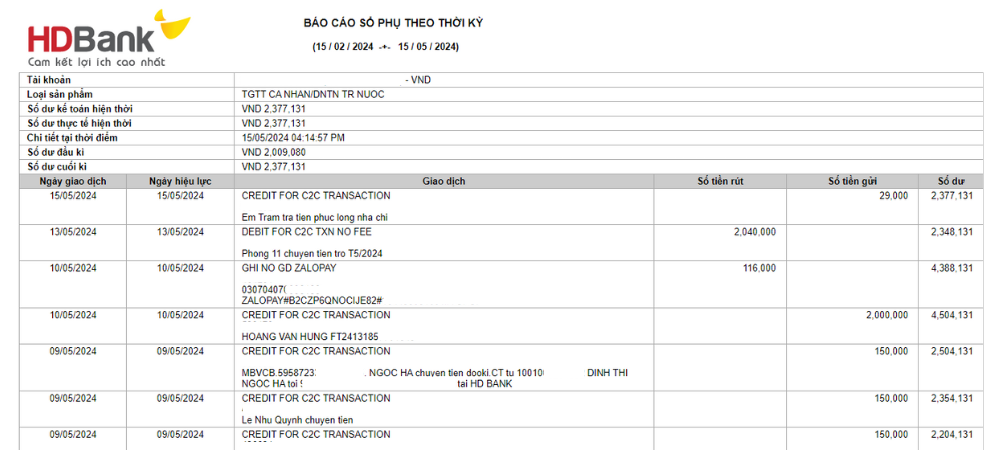 HDBank
Cam kết lợi ích cao nhất
BÁO CÁO SỔ PHỤ THEO THỜI KỲ
(15 / 02 / 2024 -+- 15 / 05 / 2024)
Tài khoản - VND
Loại sản phẩm TGTT CA NHAN/DNTN TR NUOC
Số dư kế toán hiện thời VND 2,377,131
Số dư thực tế hiện thời VND 2,377,131
Chi tiết tại thời điểm 15/05/2024 04:14:57 PM
Số dư đầu kì VND 2,009,080
Số dư cuối kì VND 2,377,131
Ngày giao dịch Ngày hiệu lực Giao dịch Số tiền rút Số tiền gửi Số dư
15/05/2024 15/05/2024 CREDIT FOR C2C TRANSACTION 29,000 2,377,131
Em Tram tra tien phuc long nha chi
13/05/2024 13/05/2024 DEBIT FOR C2C TXN NO FEE 2,040,000 2,348,131
Phong 11 chuyen tien tro T5/2024
10/05/2024 10/05/2024 GHI NO GD ZALOPAY 116,000 4,388,131
03070407(
ZALOPAY#B2CZP6QNOCIJE82#
10/05/2024 10/05/2024 CREDIT FOR C2C TRANSACTION 2,000,000 4,504,131
HOANG VAN HUNG FT2413185
09/05/2024 09/05/2024 CREDIT FOR C2C TRANSACTION 150,000 2,504,131
MBVCB.5958723 . NGOC HA chuyen tien dooki.CT tu 10010 DINH THI
NGOC HA toi tai HD BANK
09/05/2024 09/05/2024 CREDIT FOR C2C TRANSACTION 150,000 2,354,131
Le Nhu Quynh chuyen tien
09/05/2024 09/05/2024 CREDIT FOR C2C TRANSACTION 150,000 2,204,131